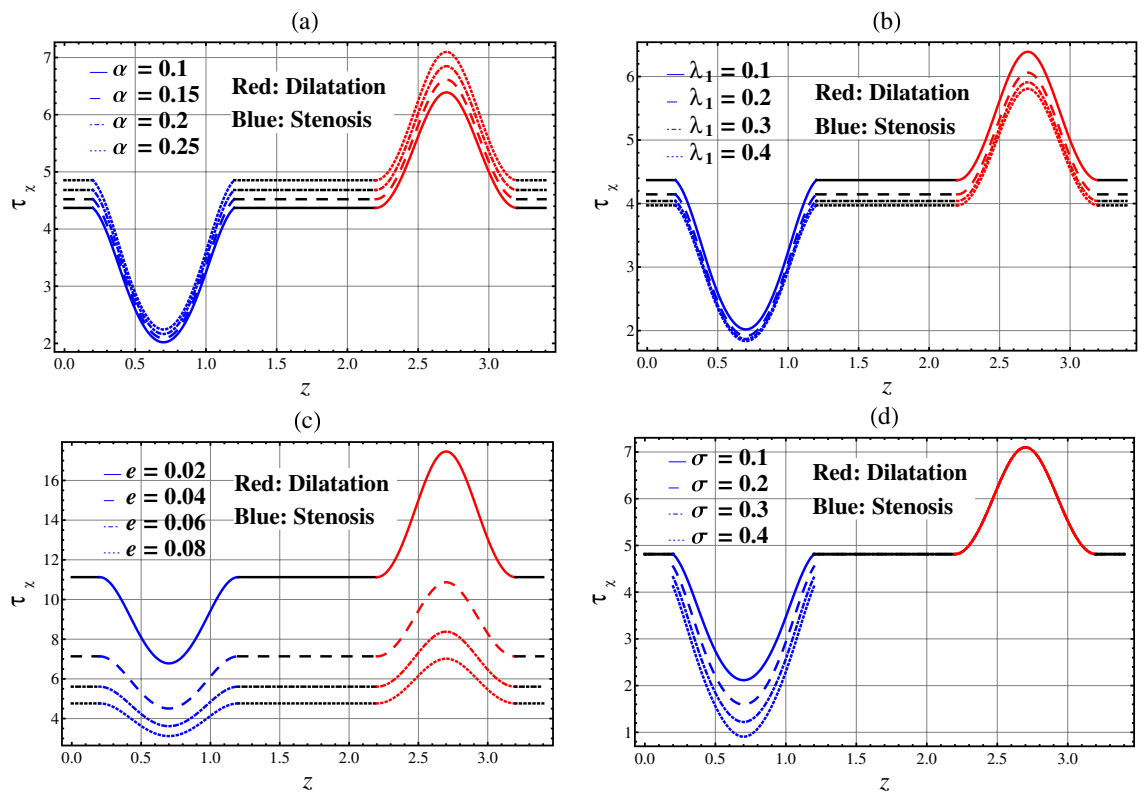 (a)
α = 0.1
α = 0.15
α = 0.2
α = 0.25
Red: Dilatation
Blue: Stenosis
7
6
5
4
3
2
τχ
0.0 0.5 1.0 1.5 2.0 2.5 3.0
z
(b)
λ1 = 0.1
λ1 = 0.2
λ1 = 0.3
λ1 = 0.4
Red: Dilatation
Blue: Stenosis
6
5
4
3
2
τχ
0.0 0.5 1.0 1.5 2.0 2.5 3.0
z
(c)
e = 0.02
e = 0.04
e = 0.06
e = 0.08
Red: Dilatation
Blue: Stenosis
16
14
12
10
8
6
4
τχ
0.0 0.5 1.0 1.5 2.0 2.5 3.0
z
(d)
σ = 0.1
σ = 0.2
σ = 0.3
σ = 0.4
Red: Dilatation
Blue: Stenosis
7
6
5
4
3
2
1
τχ
0.0 0.5 1.0 1.5 2.0 2.5 3.0
z